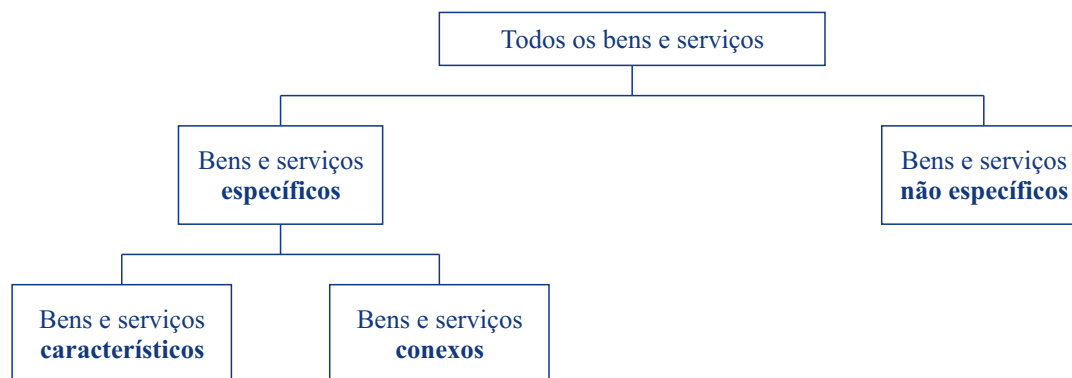 Todos os bens e serviços
Bens e serviços
específicos
Bens e serviços
não específicos
Bens e serviços
característicos
Bens e serviços
conexos